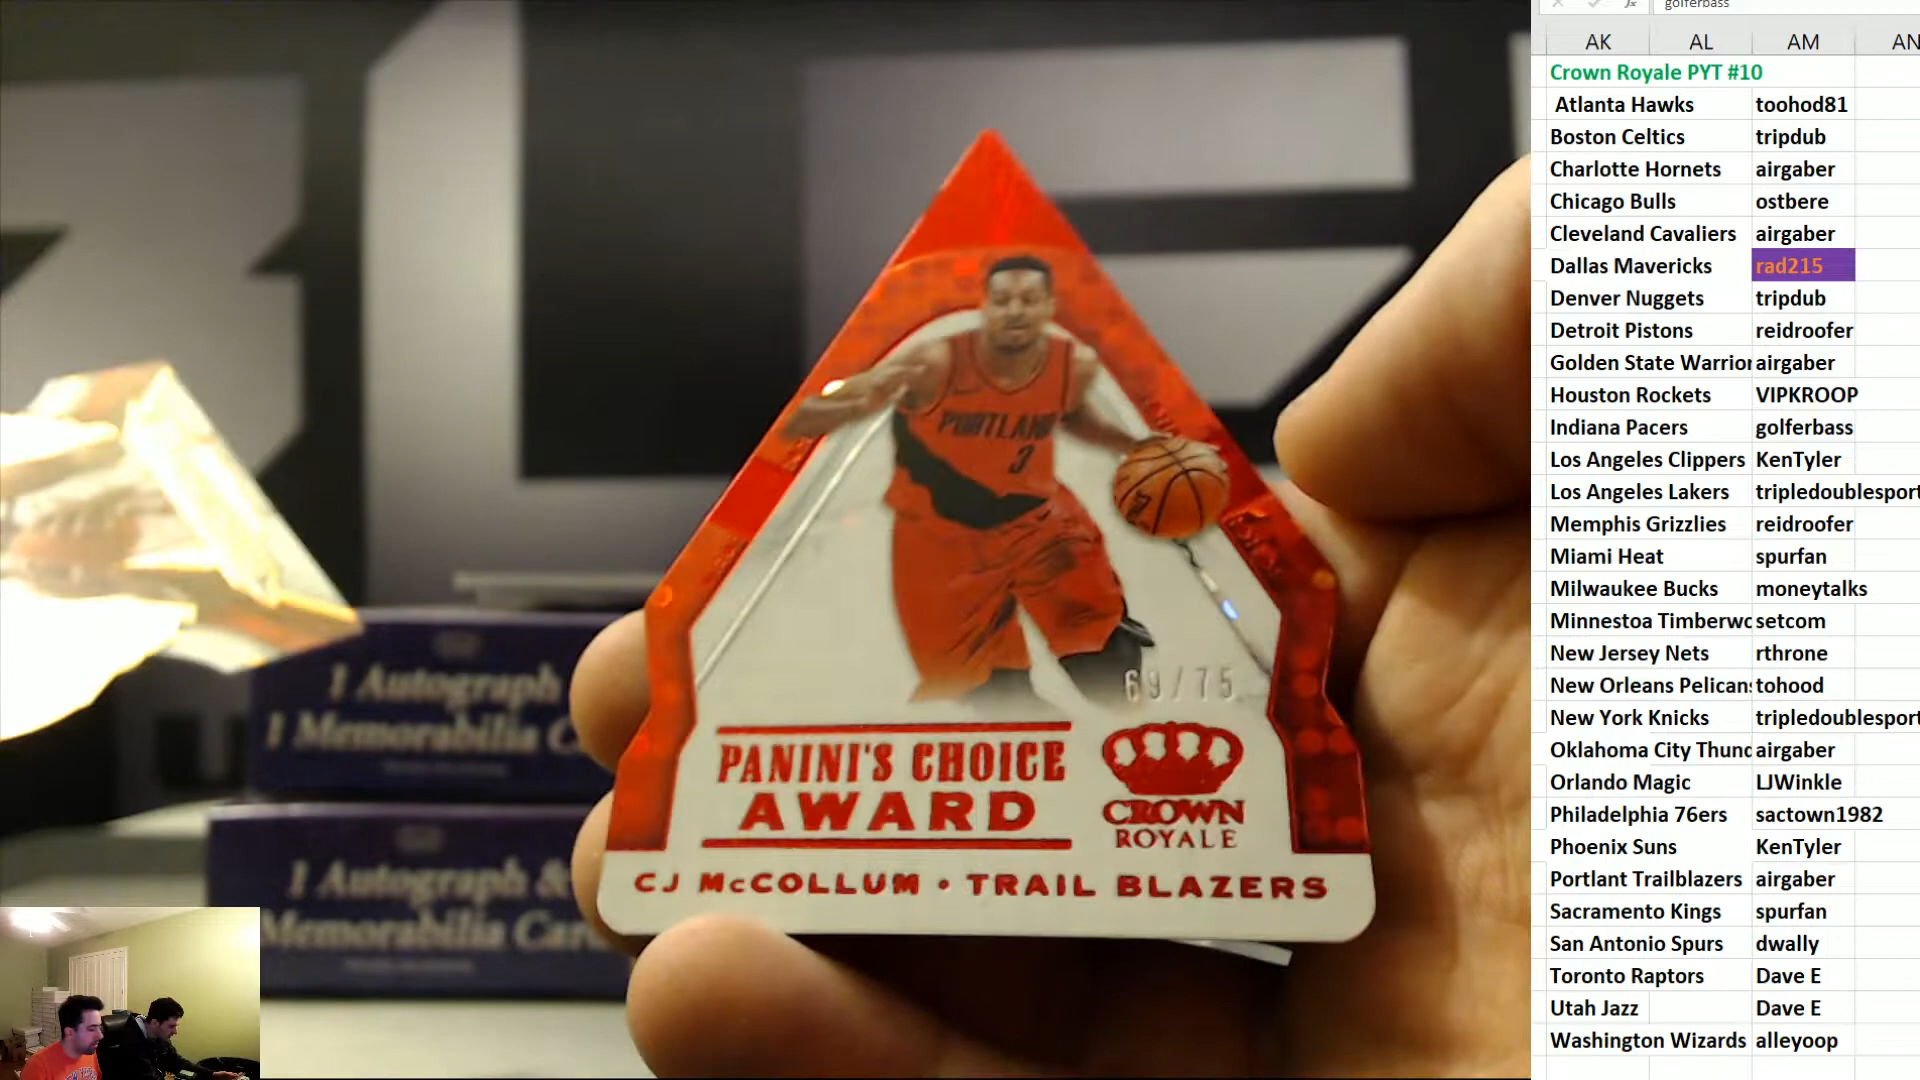 PORTLAND
3
69/75
PANINI'S CHOICE
AWARD
CROWN
ROYALE
CJ McCOLLUM • TRAIL BLAZERS
1 Autograph
1 Memorabilia
1 Autograph &
Memorabilia Car
golferbass
AK AL AM AN
Crown Royale PYT #10
Atlanta Hawks toohod81
Boston Celtics tripdub
Charlotte Hornets airgaber
Chicago Bulls ostbere
Cleveland Cavaliers airgaber
Dallas Mavericks rad215
Denver Nuggets tripdub
Detroit Pistons reidroofer
Golden State Warrior airgaber
Houston Rockets VIPKROOP
Indiana Pacers golferbass
Los Angeles Clippers KenTyler
Los Angeles Lakers tripledoublesport
Memphis Grizzlies reidroofer
Miami Heat spurfan
Milwaukee Bucks moneytalks
Minnestoa Timberwo setcom
New Jersey Nets rthrone
New Orleans Pelicans tohood
New York Knicks tripledoublesport
Oklahoma City Thund airgaber
Orlando Magic LJWinkle
Philadelphia 76ers sactown1982
Phoenix Suns KenTyler
Portlant Trailblazers airgaber
Sacramento Kings spurfan
San Antonio Spurs dwally
Toronto Raptors Dave E
Utah Jazz Dave E
Washington Wizards alleyoop